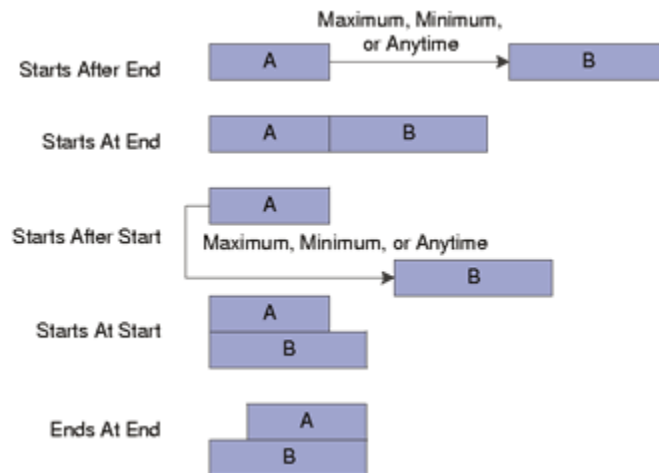 Maximum, Minimum,
or Anytime
Starts After End
A
B
Starts At End
A
B
Starts After Start
A
Maximum, Minimum, or Anytime
B
Starts At Start
A
B
Ends At End
A
B